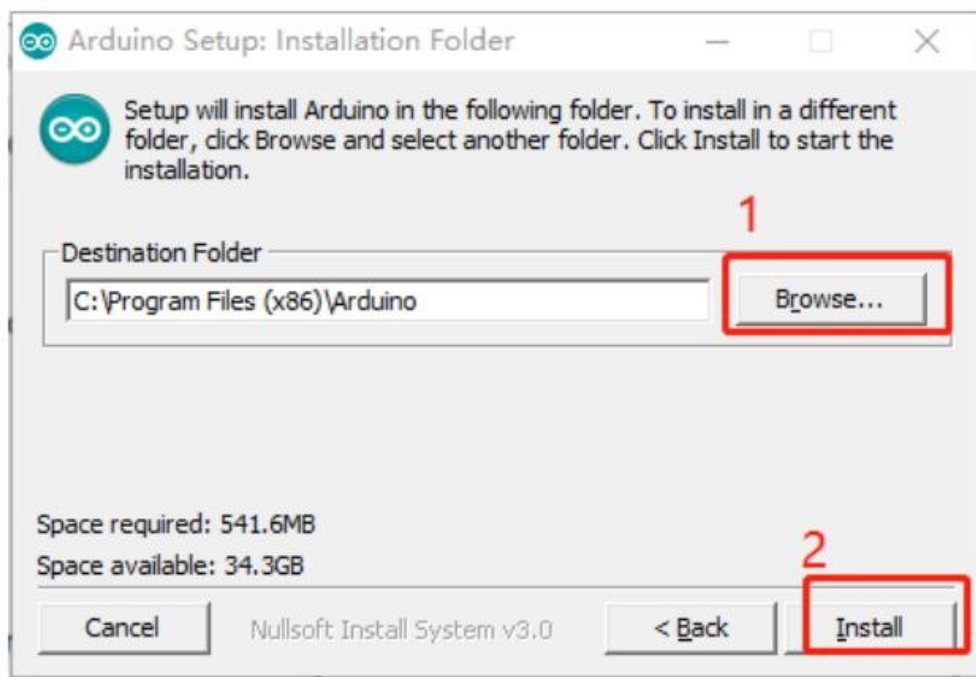 Arduino Setup: Installation Folder
Setup will install Arduino in the following folder. To install in a different
folder, click Browse and select another folder. Click Install to start the
installation.
1
Destination Folder
C:\Program Files (x86)\Arduino
Browse...
Space required: 541.6MB
Space available: 34.3GB
2
Cancel
Nullsoft Install System v3.0
< Back
Install